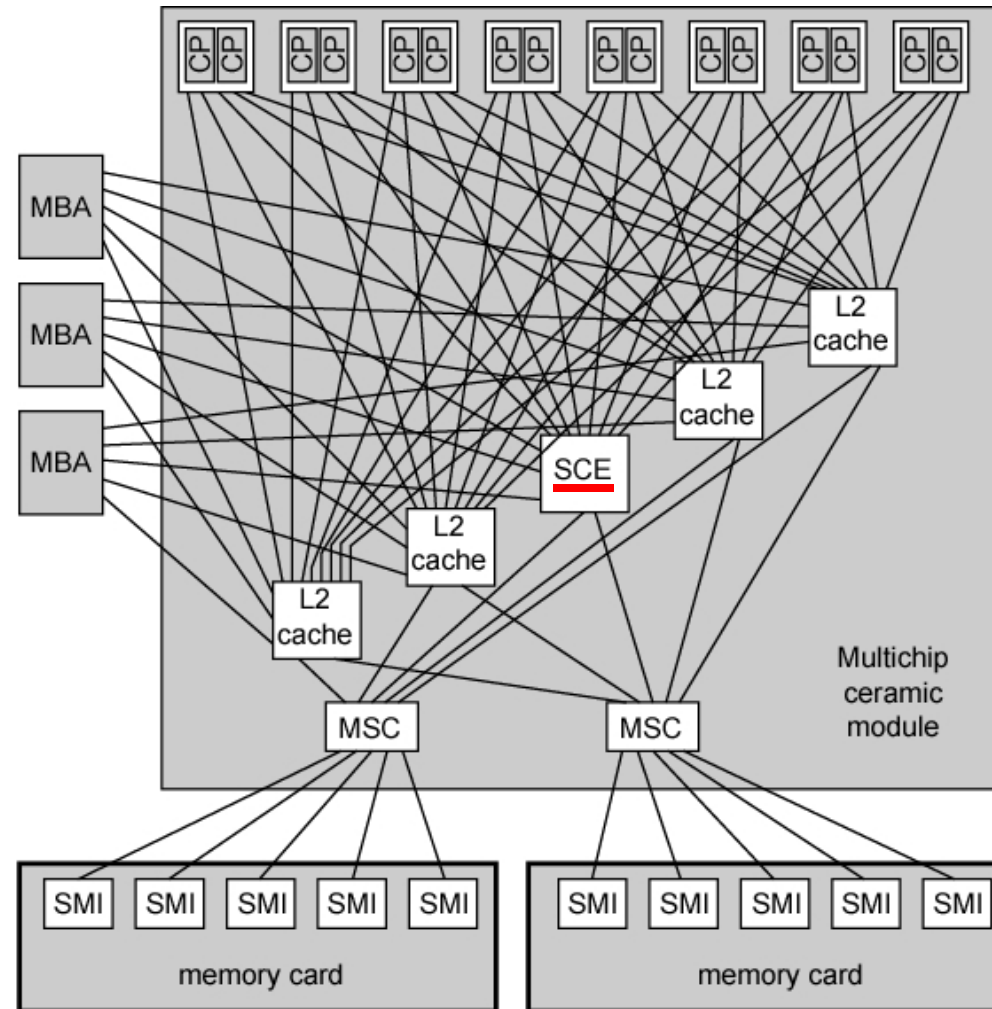 CP CP CP CP CP CP CP CP CP CP CP CP CP CP CP CP
MBA
MBA
MBA
L2
cache
L2
cache
SCE
L2
cache
L2
cache
Multichip
ceramic
module
MSC MSC
SMI SMI SMI SMI SMI SMI SMI SMI SMI SMI
memory card memory card